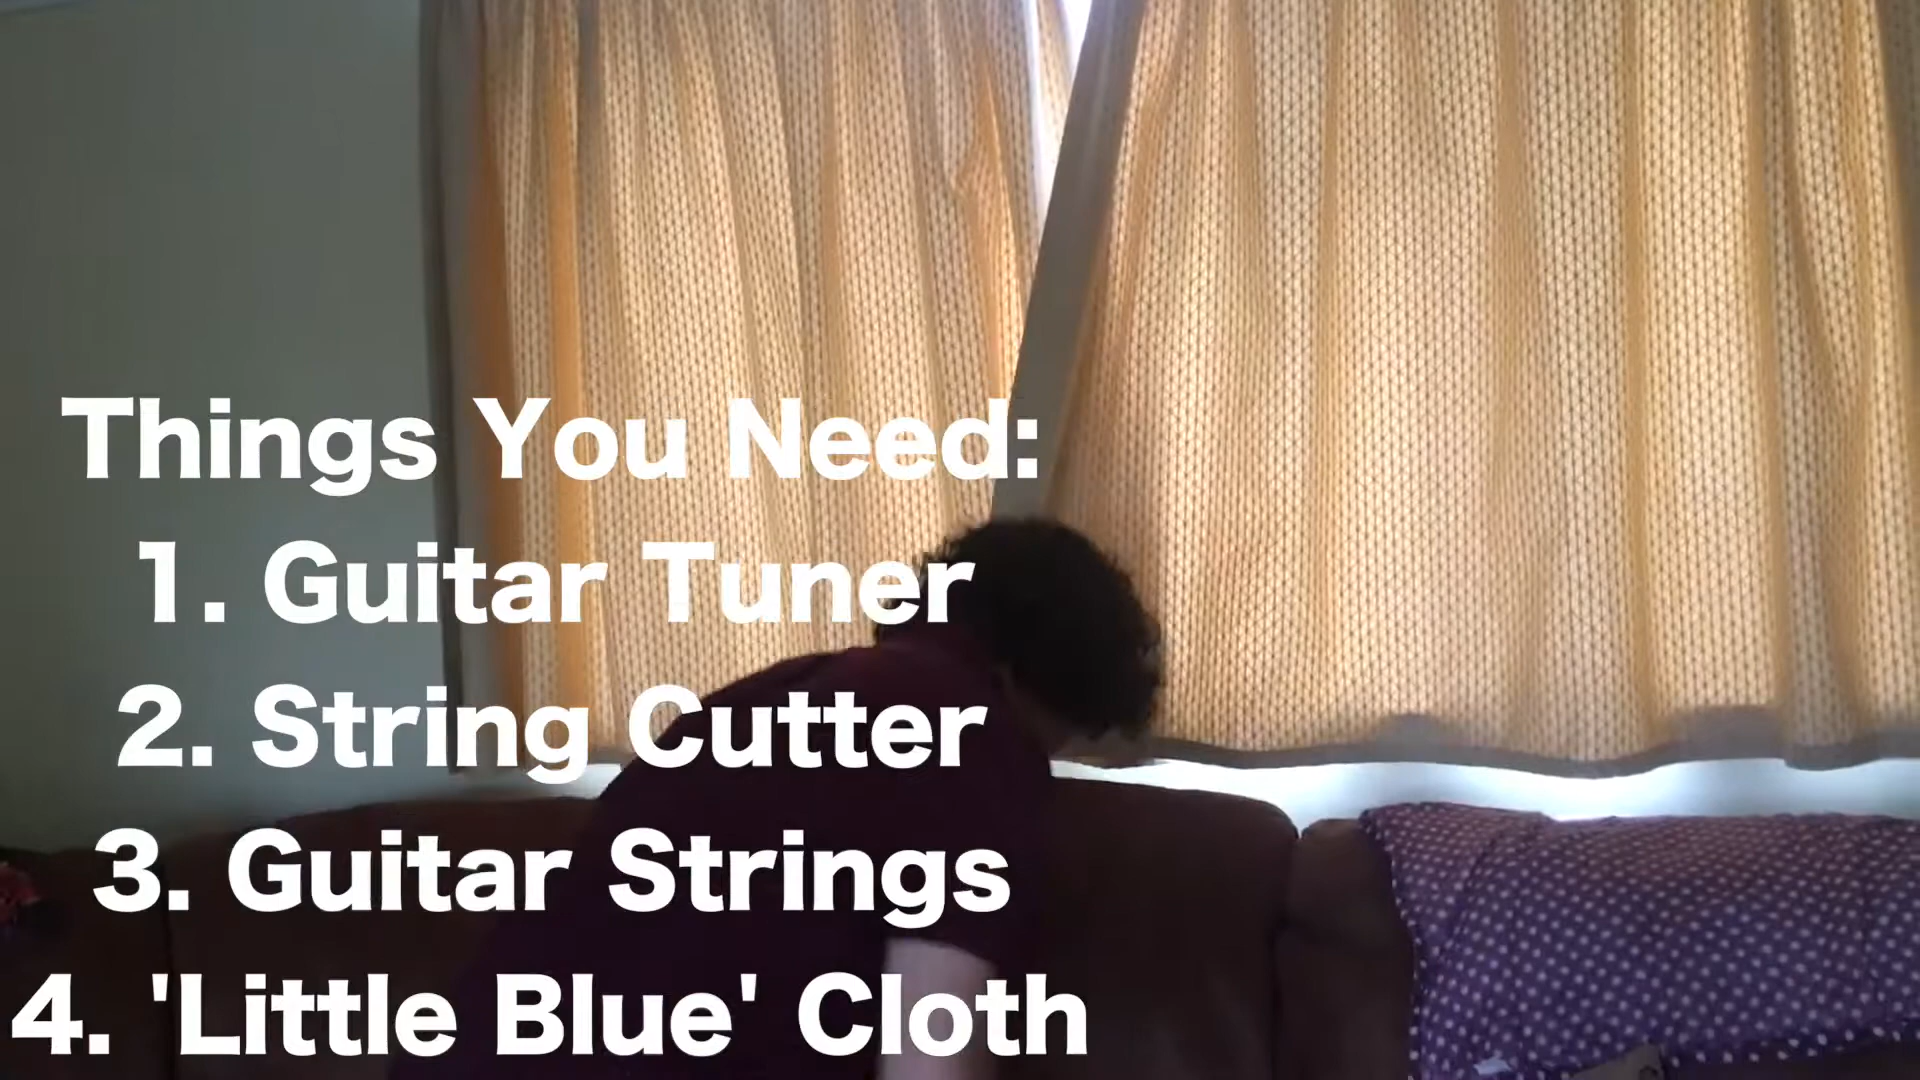 Things You Need:
1. Guitar Tuner
2. String Cutter
3. Guitar Strings
4. 'Little Blue' Cloth